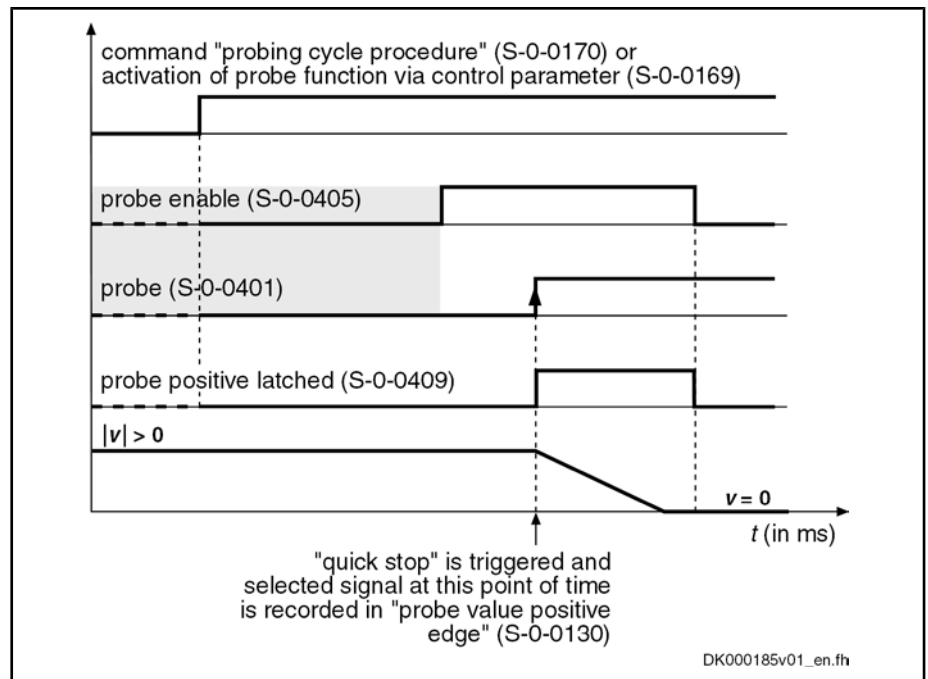 command "probing cycle procedure" (S-0-0170) or
activation of probe function via control parameter (S-0-0169)
probe enable (S-0-0405)
probe (S-0-0401)
probe positive latched (S-0-0409)
|v| > 0
v = 0
t (in ms)
"quick stop" is triggered and
selected signal at this point of time
is recorded in "probe value positive
edge" (S-0-0130)
DK000185v01_en.fh